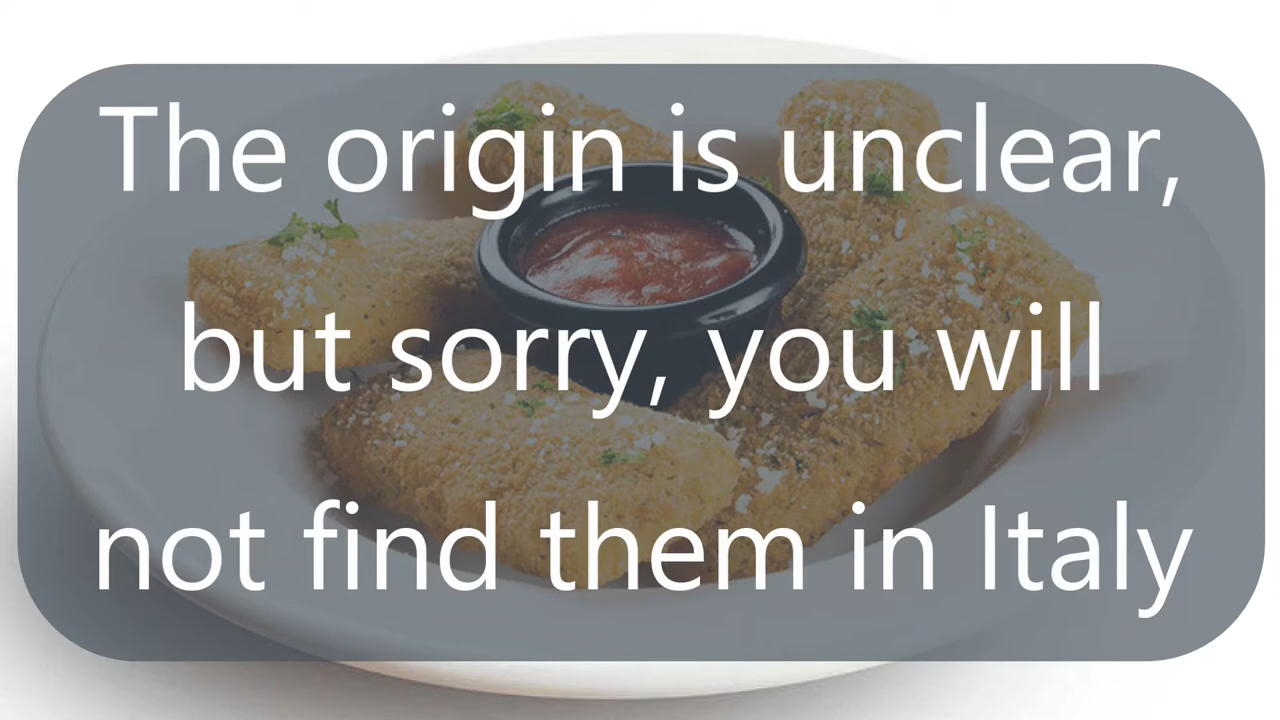 The origin is unclear,
but sorry, you will
not find them in Italy